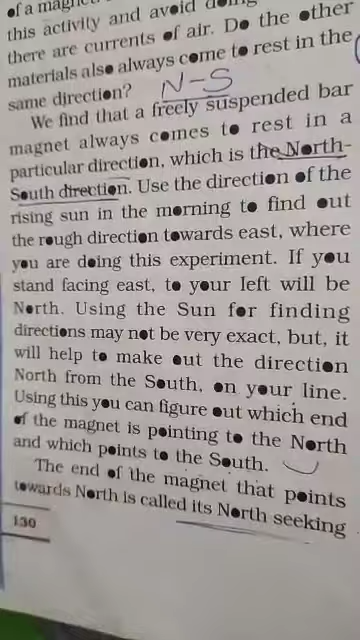 of a magnet
this activity and avoid doing
there are currents of air. Do the other
materials also always come to rest in the
same direction?
N-S
We find that a freely suspended bar
magnet always comes to rest in a
particular direction, which is the North-
South direction. Use the direction of the
rising sun in the morning to find out
the rough direction towards east, where
you are doing this experiment. If you
stand facing east, to your left will be
North. Using the Sun for finding
directions may not be very exact, but, it
will help to make out the direction
North from the South, on your line.
Using this you can figure out which end
of the magnet is pointing to the North
and which points to the South.
The end of the magnet that points
towards North is called its North seeking
130